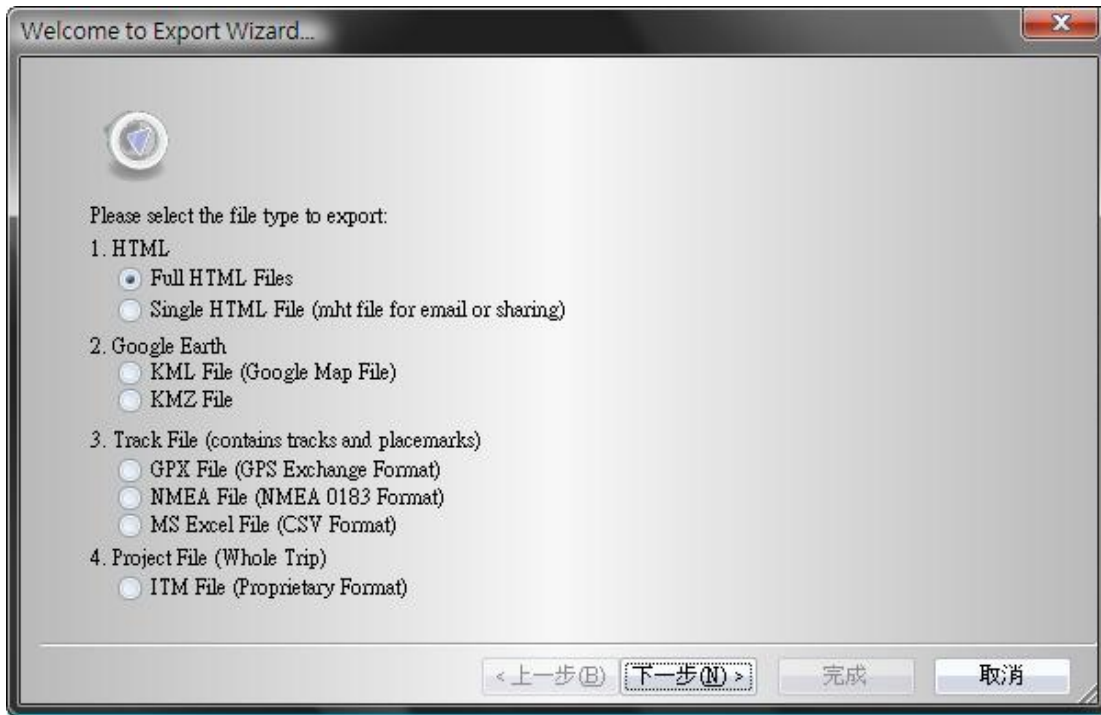 Welcome to Export Wizard...
Please select the file type to export:
1. HTML
Full HTML Files
Single HTML File (mht file for email or sharing)
2. Google Earth
KML File (Google Map File)
KMZ File
3. Track File (contains tracks and placemarks)
GPX File (GPS Exchange Format)
NMEA File (NMEA 0183 Format)
MS Excel File (CSV Format)
4. Project File (Whole Trip)
ITM File (Proprietary Format)
<上一步(B) 下一步(N)> 完成 取消